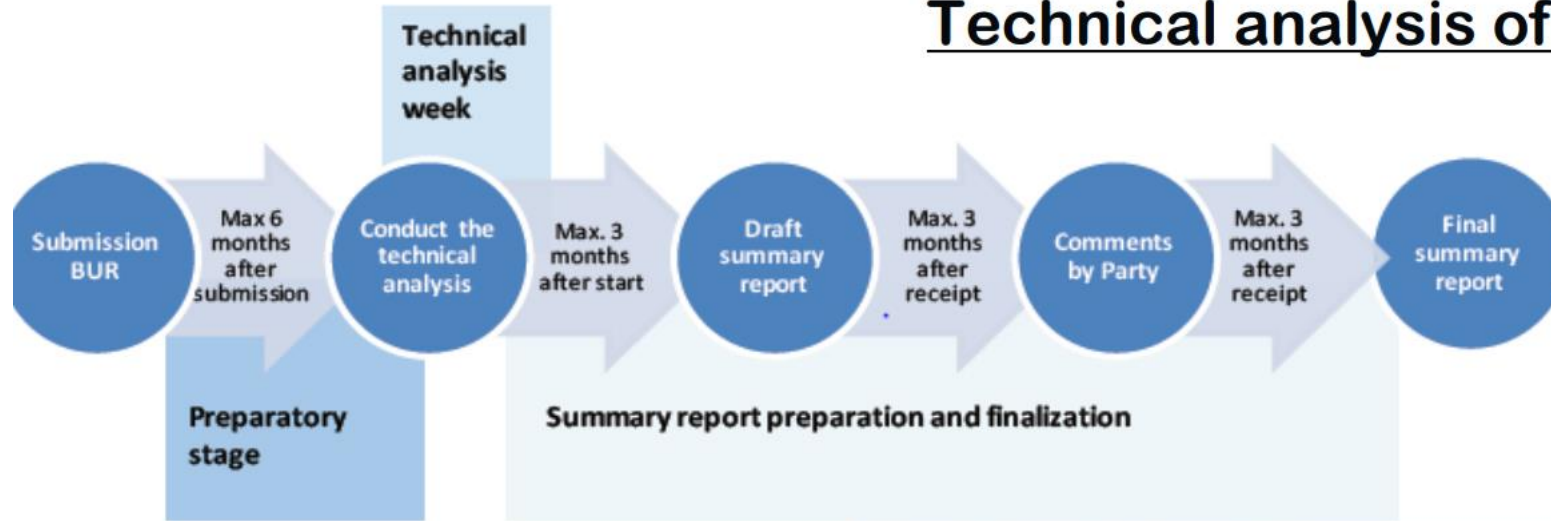 Technical analysis of
Technical
analysis
week
Submission
BUR
Max 6
months
after
submission
Conduct the
technical
analysis
Max. 3
months
after start
Draft
summary
report
Max. 3
months
after
receipt
Comments
by Party
Max. 3
months
after
receipt
Final
summary
report
Preparatory
stage
Summary report preparation and finalization